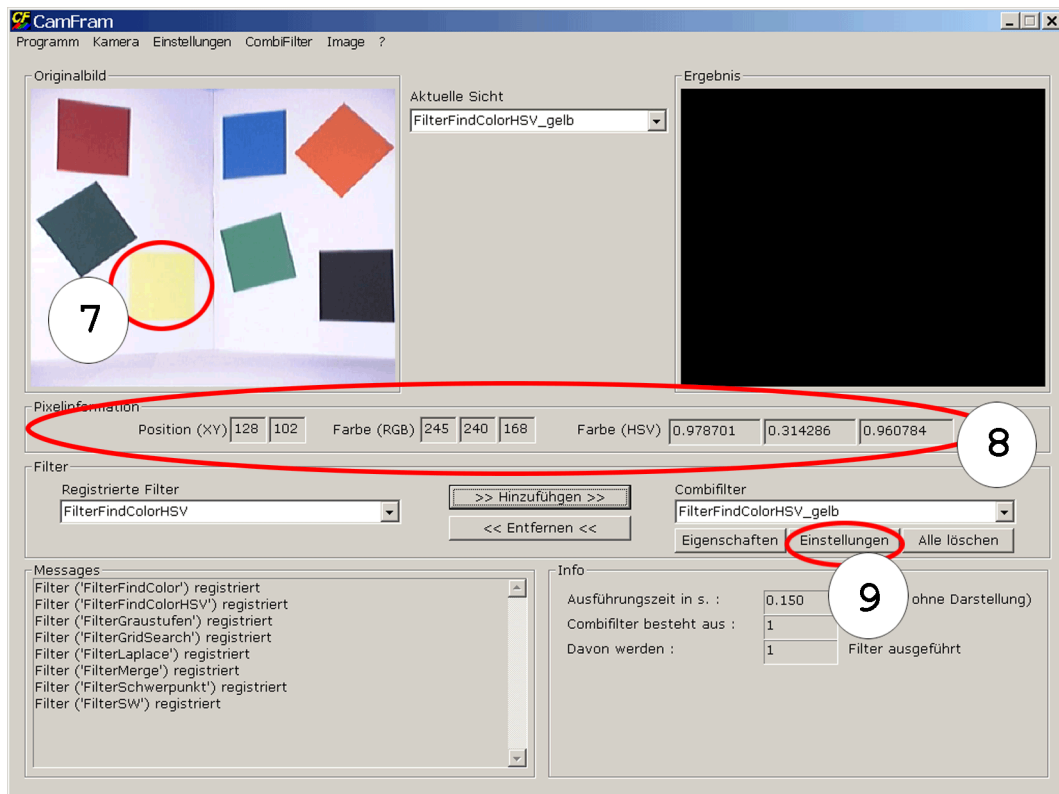 CF CamFram
Programm Kamera Einstellungen CombiFilter Image ?
Originalbild
Aktuelle Sicht
FilterFindColorHSV_gelb
Ergebnis
7
Pixelinformation
Position (XY) 128 102 Farbe (RGB) 245 240 168 Farbe (HSV) 0.978701 0.314286 0.960784
8
Filter
Registrierte Filter
FilterFindColorHSV
>> Hinzufühgen >>
<< Entfernen <<
Combifilter
FilterFindColorHSV_gelb
Eigenschaften Einstellungen Alle löschen
9
Messages
Filter ('FilterFindColor') registriert
Filter ('FilterFindColorHSV') registriert
Filter ('FilterGraustufen') registriert
Filter ('FilterGridSearch') registriert
Filter ('FilterLaplace') registriert
Filter ('FilterMerge') registriert
Filter ('FilterSchwerpunkt') registriert
Filter ('FilterSW') registriert
Info
Ausführungszeit in s. : 0.150 ohne Darstellung)
Combifilter besteht aus : 1
Davon werden : 1 Filter ausgeführt